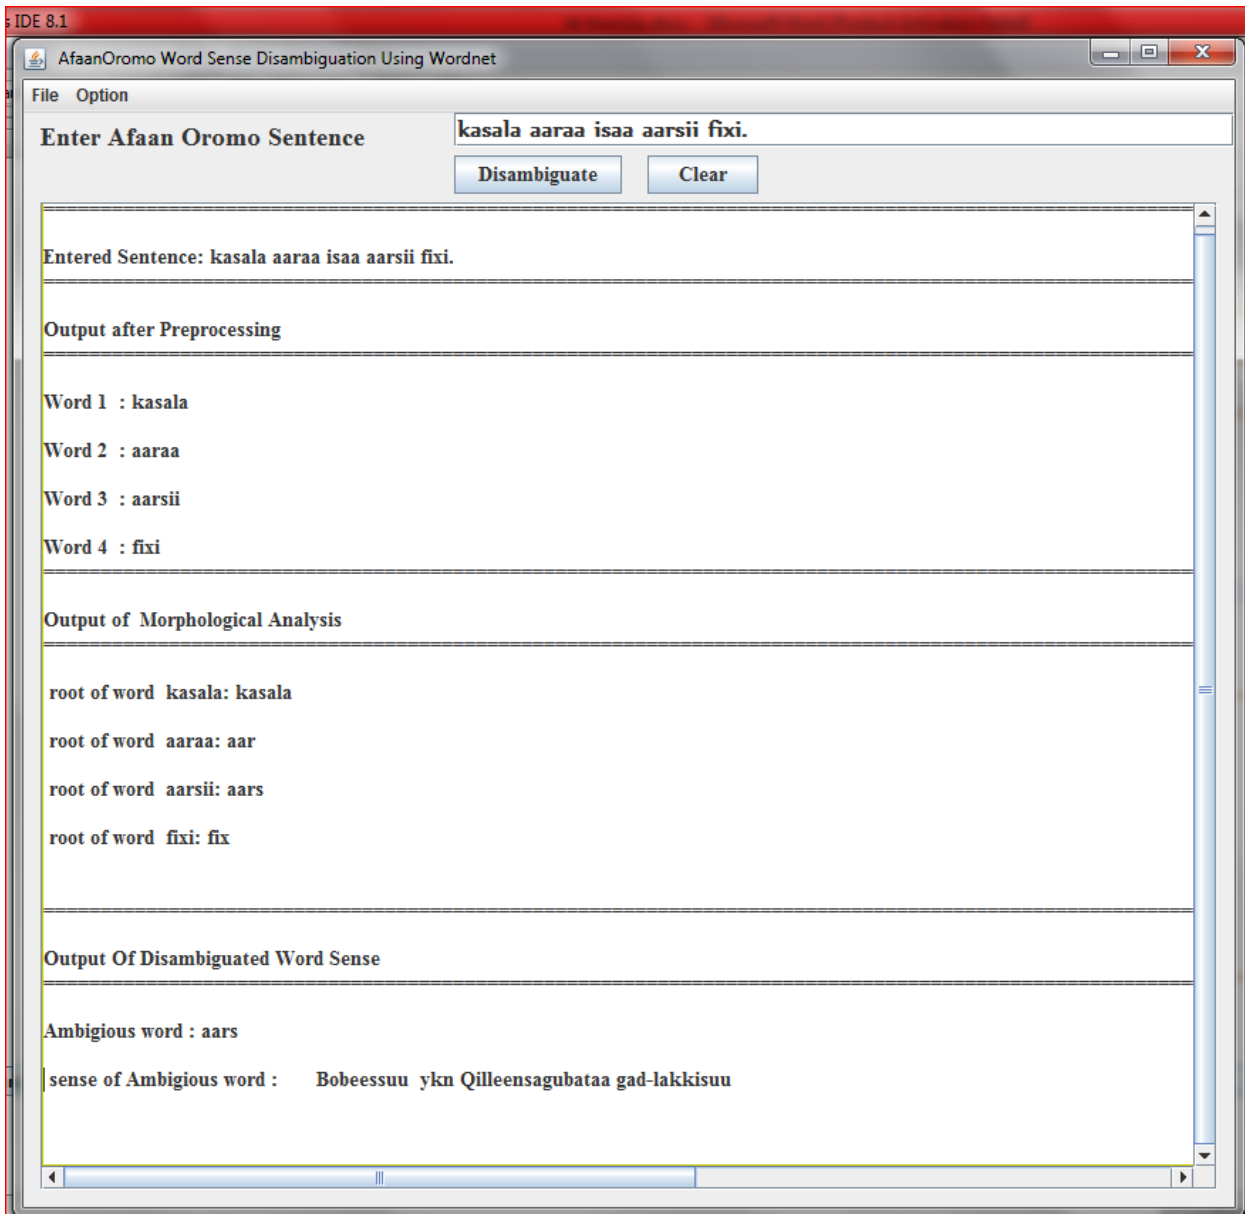 s IDE 8.1
AfaanOromo Word Sense Disambiguation Using Wordnet
File Option
Enter Afaan Oromo Sentence
kasala aaraa isaa aarsii fixi.
Disambiguate Clear
Entered Sentence: kasala aaraa isaa aarsii fixi.
Output after Preprocessing
Word 1 : kasala
Word 2 : aaraa
Word 3 : aarsii
Word 4 : fixi
Output of Morphological Analysis
root of word kasala: kasala
root of word aaraa: aar
root of word aarsii: aars
root of word fixi: fix
Output Of Disambiguated Word Sense
Ambigious word : aars
sense of Ambigious word : Bobeessuu ykn Qilleensagubataa gad-lakkisuu